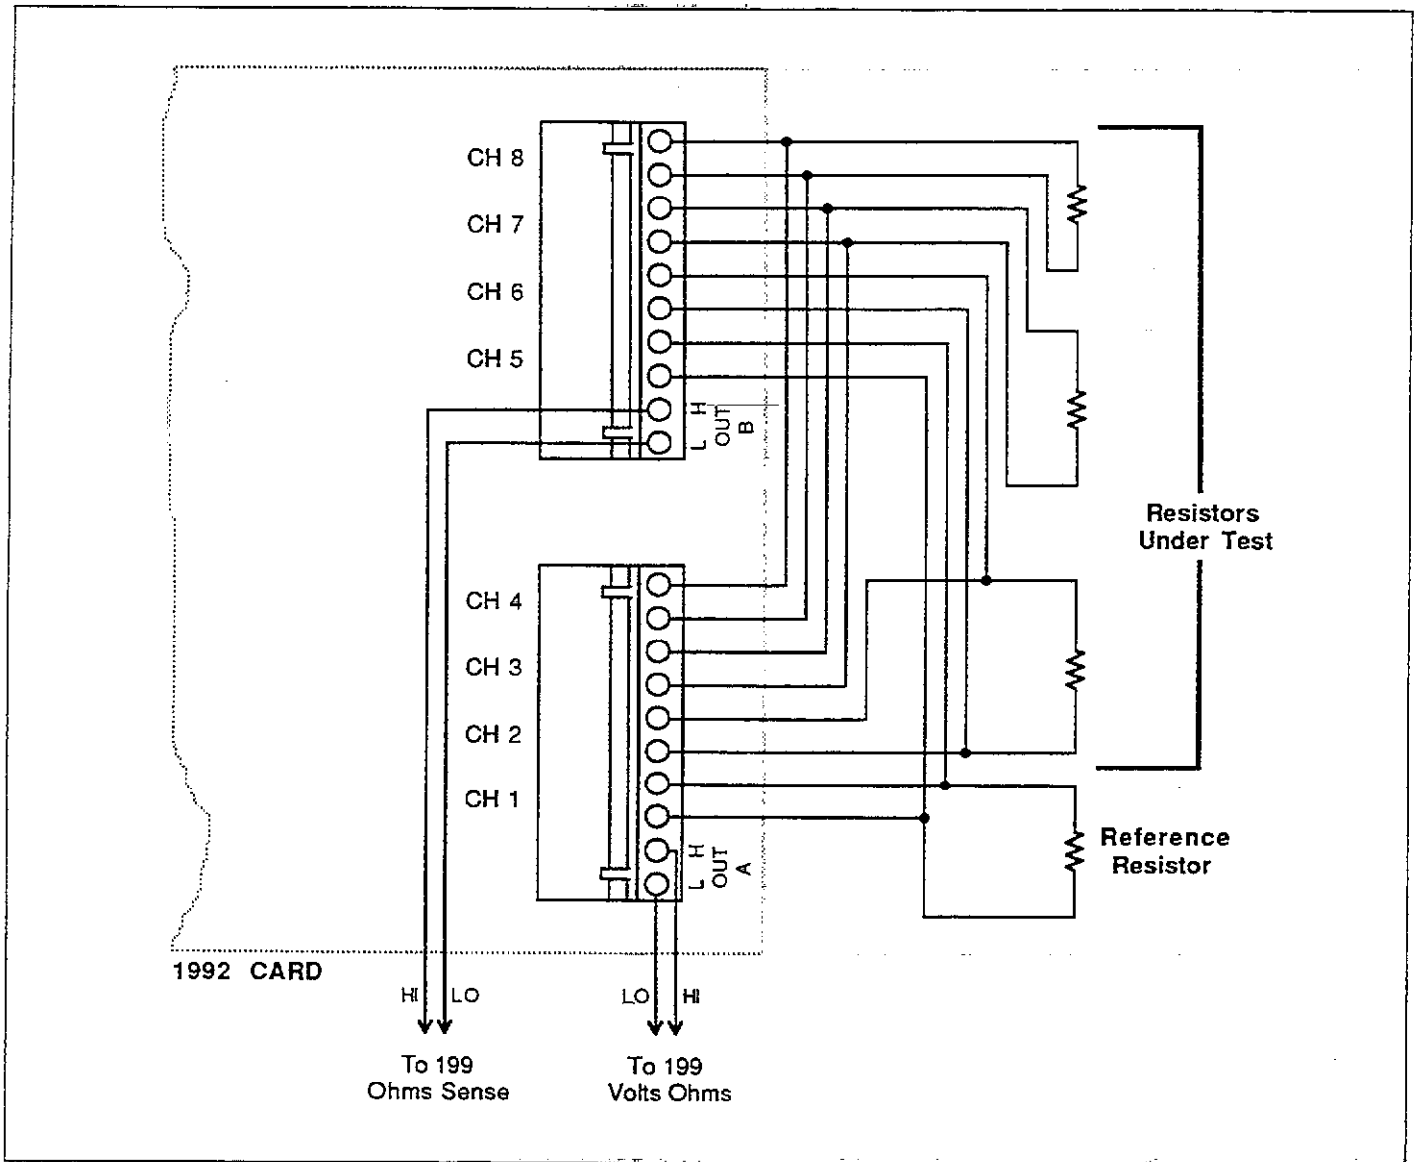 CH 8
CH 7
CH 6
CH 5
H
L
OUT
B
Resistors
Under Test
CH 4
CH 3
CH 2
CH 1
H
L
OUT
A
Reference
Resistor
1992 CARD
HI
LO
LO
HI
To 199
Ohms Sense
To 199
Volts Ohms